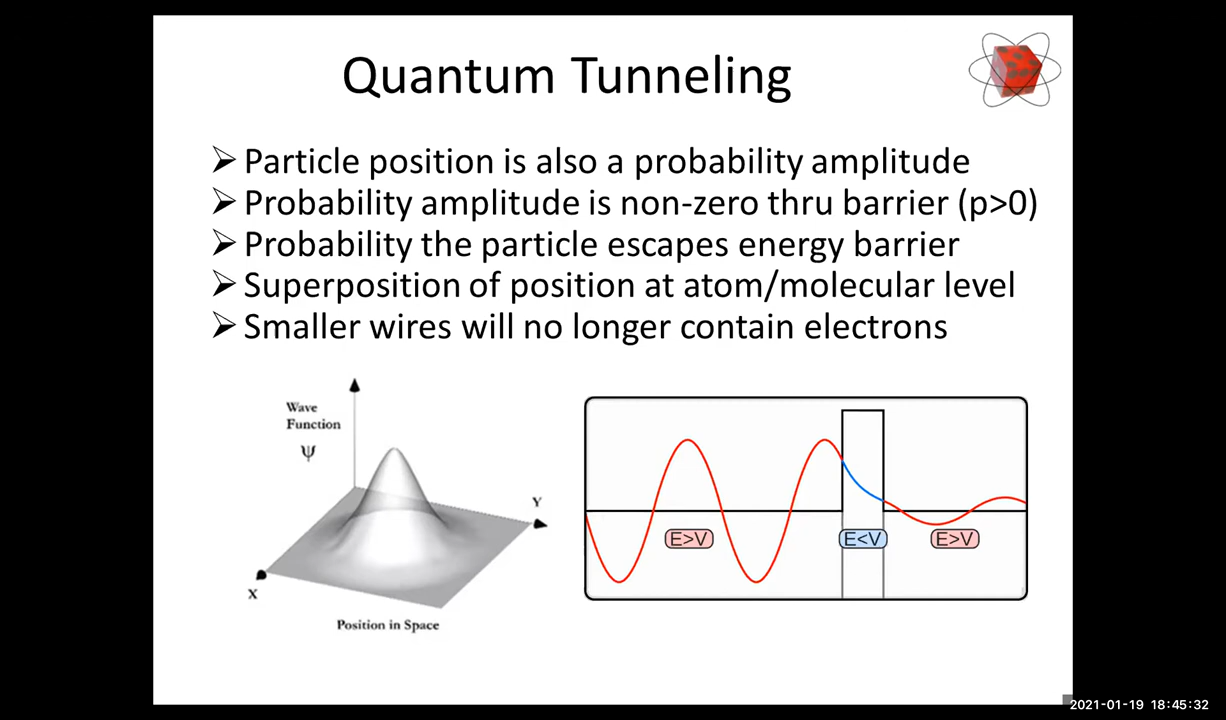 Quantum Tunneling
➢ Particle position is also a probability amplitude
➢ Probability amplitude is non-zero thru barrier (p>0)
➢ Probability the particle escapes energy barrier
➢ Superposition of position at atom/molecular level
➢ Smaller wires will no longer contain electrons
Wave
Function
Ψ
Y
X
Position in Space
E>V
E<V
E>V
2021-01-19 18:45:32